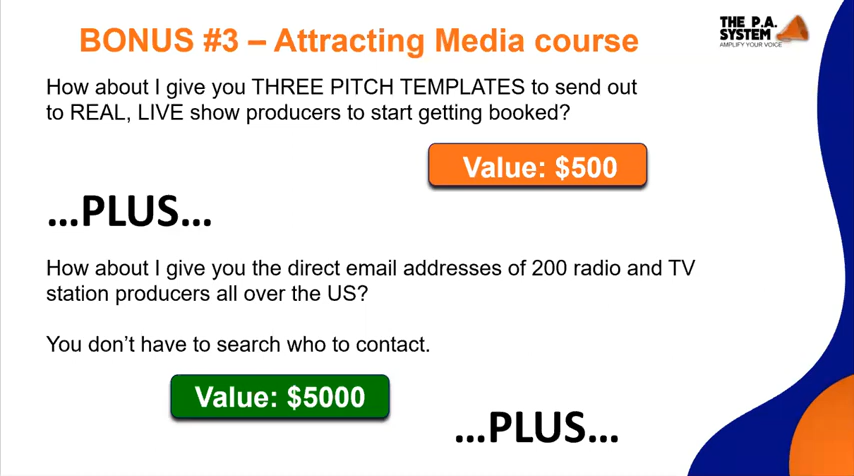 BONUS #3 – Attracting Media course
THE P.A.
SYSTEM
AMPLIFY YOUR VOICE
How about I give you THREE PITCH TEMPLATES to send out
to REAL, LIVE show producers to start getting booked?
Value: $500
...PLUS...
How about I give you the direct email addresses of 200 radio and TV
station producers all over the US?
You don’t have to search who to contact.
Value: $5000
...PLUS...